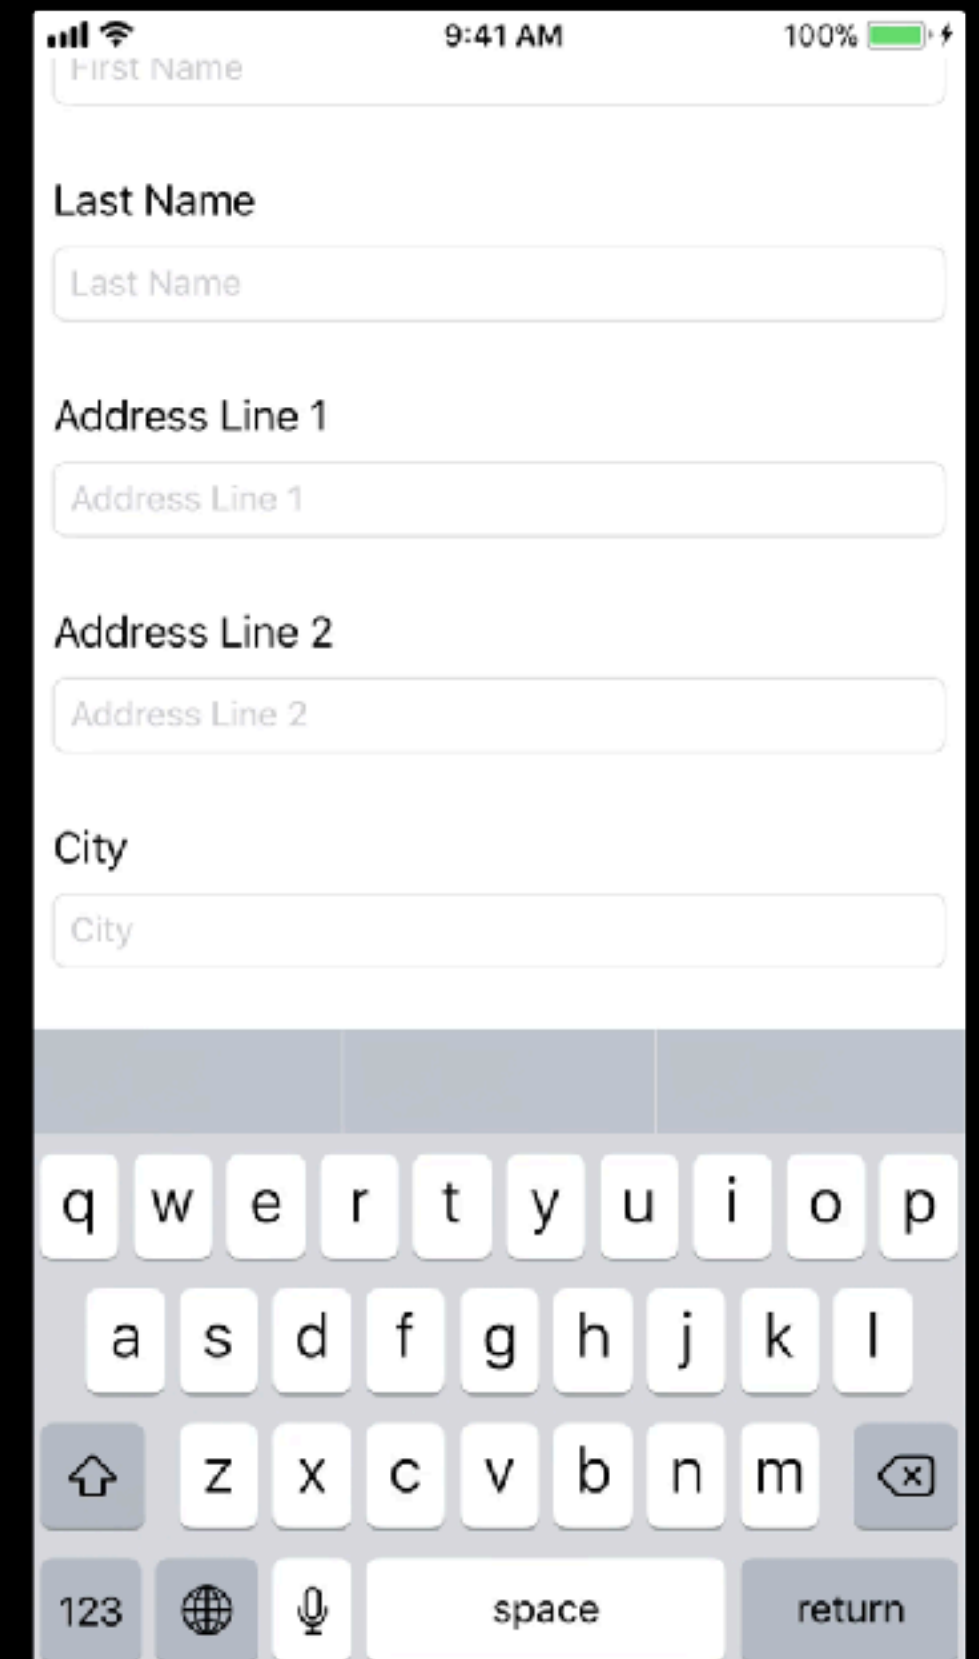 9:41 AM 100%
First Name
Last Name
Last Name
Address Line 1
Address Line 1
Address Line 2
Address Line 2
City
City
q w e r t y u i o p
a s d f g h j k l
z x c v b n m
123 space return